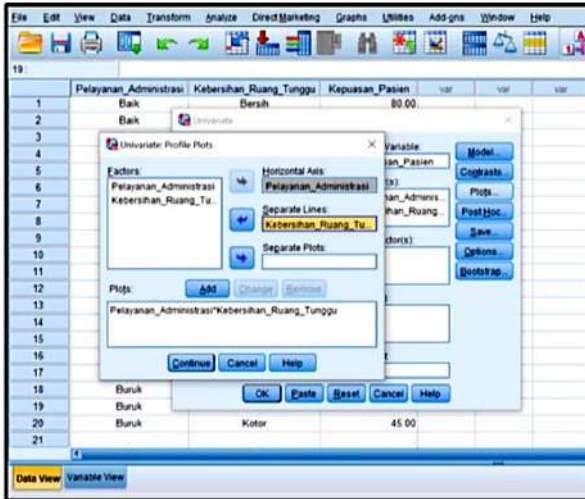 File Edit View Data Transform Analyze Direct Marketing Graphs Utilities Add-ons Window Help
19 :
Pelayanan_Administrasi Kebersihan_Ruang_Tunggu Kepuasan_Pasien var var var
1 Baik Bersih 80.00
2 Baik
Univariate
3
Univariate: Profile Plots
4
Variable:
Model...
5
Factors: Horizontal Axis:
Contrasts...
6
Pelayanan_Administrasi Pelayanan_Administrasi
Plots...
7
Kebersihan_Ruang_Tu...
Post Hoc...
8
Separate Lines:
9
Kebersihan_Ruang_Tu...
Save...
10
Separate Plots:
Options...
11
Bootstrap...
12
Plots: Add Change Remove
13
Pelayanan_Administrasi*Kebersihan_Ruang_Tunggu
14
15
16
Continue Cancel Help
17
18 Buruk
OK Paste Reset Cancel Help
19 Buruk
20 Buruk Kotor 45.00
21
Data View Variable View